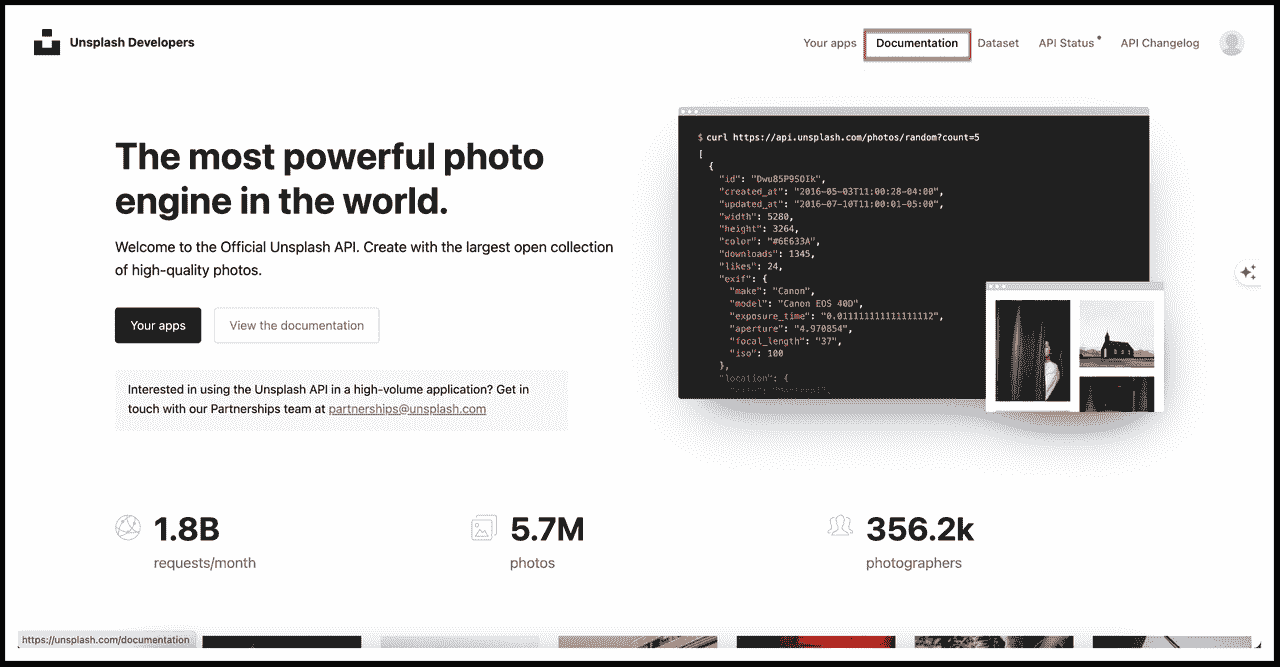 Unsplash Developers
Your apps
Documentation
Dataset
API Status
API Changelog
The most powerful photo
engine in the world.
Welcome to the Official Unsplash API. Create with the largest open collection
of high-quality photos.
Your apps
View the documentation
Interested in using the Unsplash API in a high-volume application? Get in
touch with our Partnerships team at partnerships@unsplash.com
$ curl https://api.unsplash.com/photos/random?count=5
[
{
"id": "Dwu85P9SOIk",
"created_at": "2016-05-03T11:00:28-04:00",
"updated_at": "2016-07-10T11:00:01-05:00",
"width": 5280,
"height": 3264,
"color": "#6E633A",
"downloads": 1345,
"likes": 24,
"exif": {
"make": "Canon",
"model": "Canon EOS 40D",
"exposure_time": "0.011111111111111112",
"aperture": "4.970854",
"focal_length": "37",
"iso": 100
},
"location": {
1.8B
requests/month
5.7M
photos
356.2k
photographers
https://unsplash.com/documentation